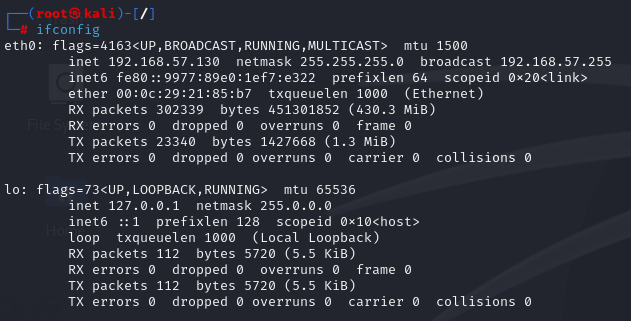 ┌──(root㉿kali)-[/]
└─# ifconfig
eth0: flags=4163<UP,BROADCAST,RUNNING,MULTICAST>  mtu 1500
        inet 192.168.57.130  netmask 255.255.255.0  broadcast 192.168.57.255
        inet6 fe80::9977:89e0:1ef7:e322  prefixlen 64  scopeid 0×20<link>
        ether 00:0c:29:21:85:b7  txqueuelen 1000  (Ethernet)
        RX packets 302339  bytes 451301852 (430.3 MiB)
        RX errors 0  dropped 0  overruns 0  frame 0
        TX packets 23340  bytes 1427668 (1.3 MiB)
        TX errors 0  dropped 0 overruns 0  carrier 0  collisions 0

lo: flags=73<UP,LOOPBACK,RUNNING>  mtu 65536
        inet 127.0.0.1  netmask 255.0.0.0
        inet6 ::1  prefixlen 128  scopeid 0×10<host>
        loop  txqueuelen 1000  (Local Loopback)
        RX packets 112  bytes 5720 (5.5 KiB)
        RX errors 0  dropped 0  overruns 0  frame 0
        TX packets 112  bytes 5720 (5.5 KiB)
        TX errors 0  dropped 0 overruns 0  carrier 0  collisions 0